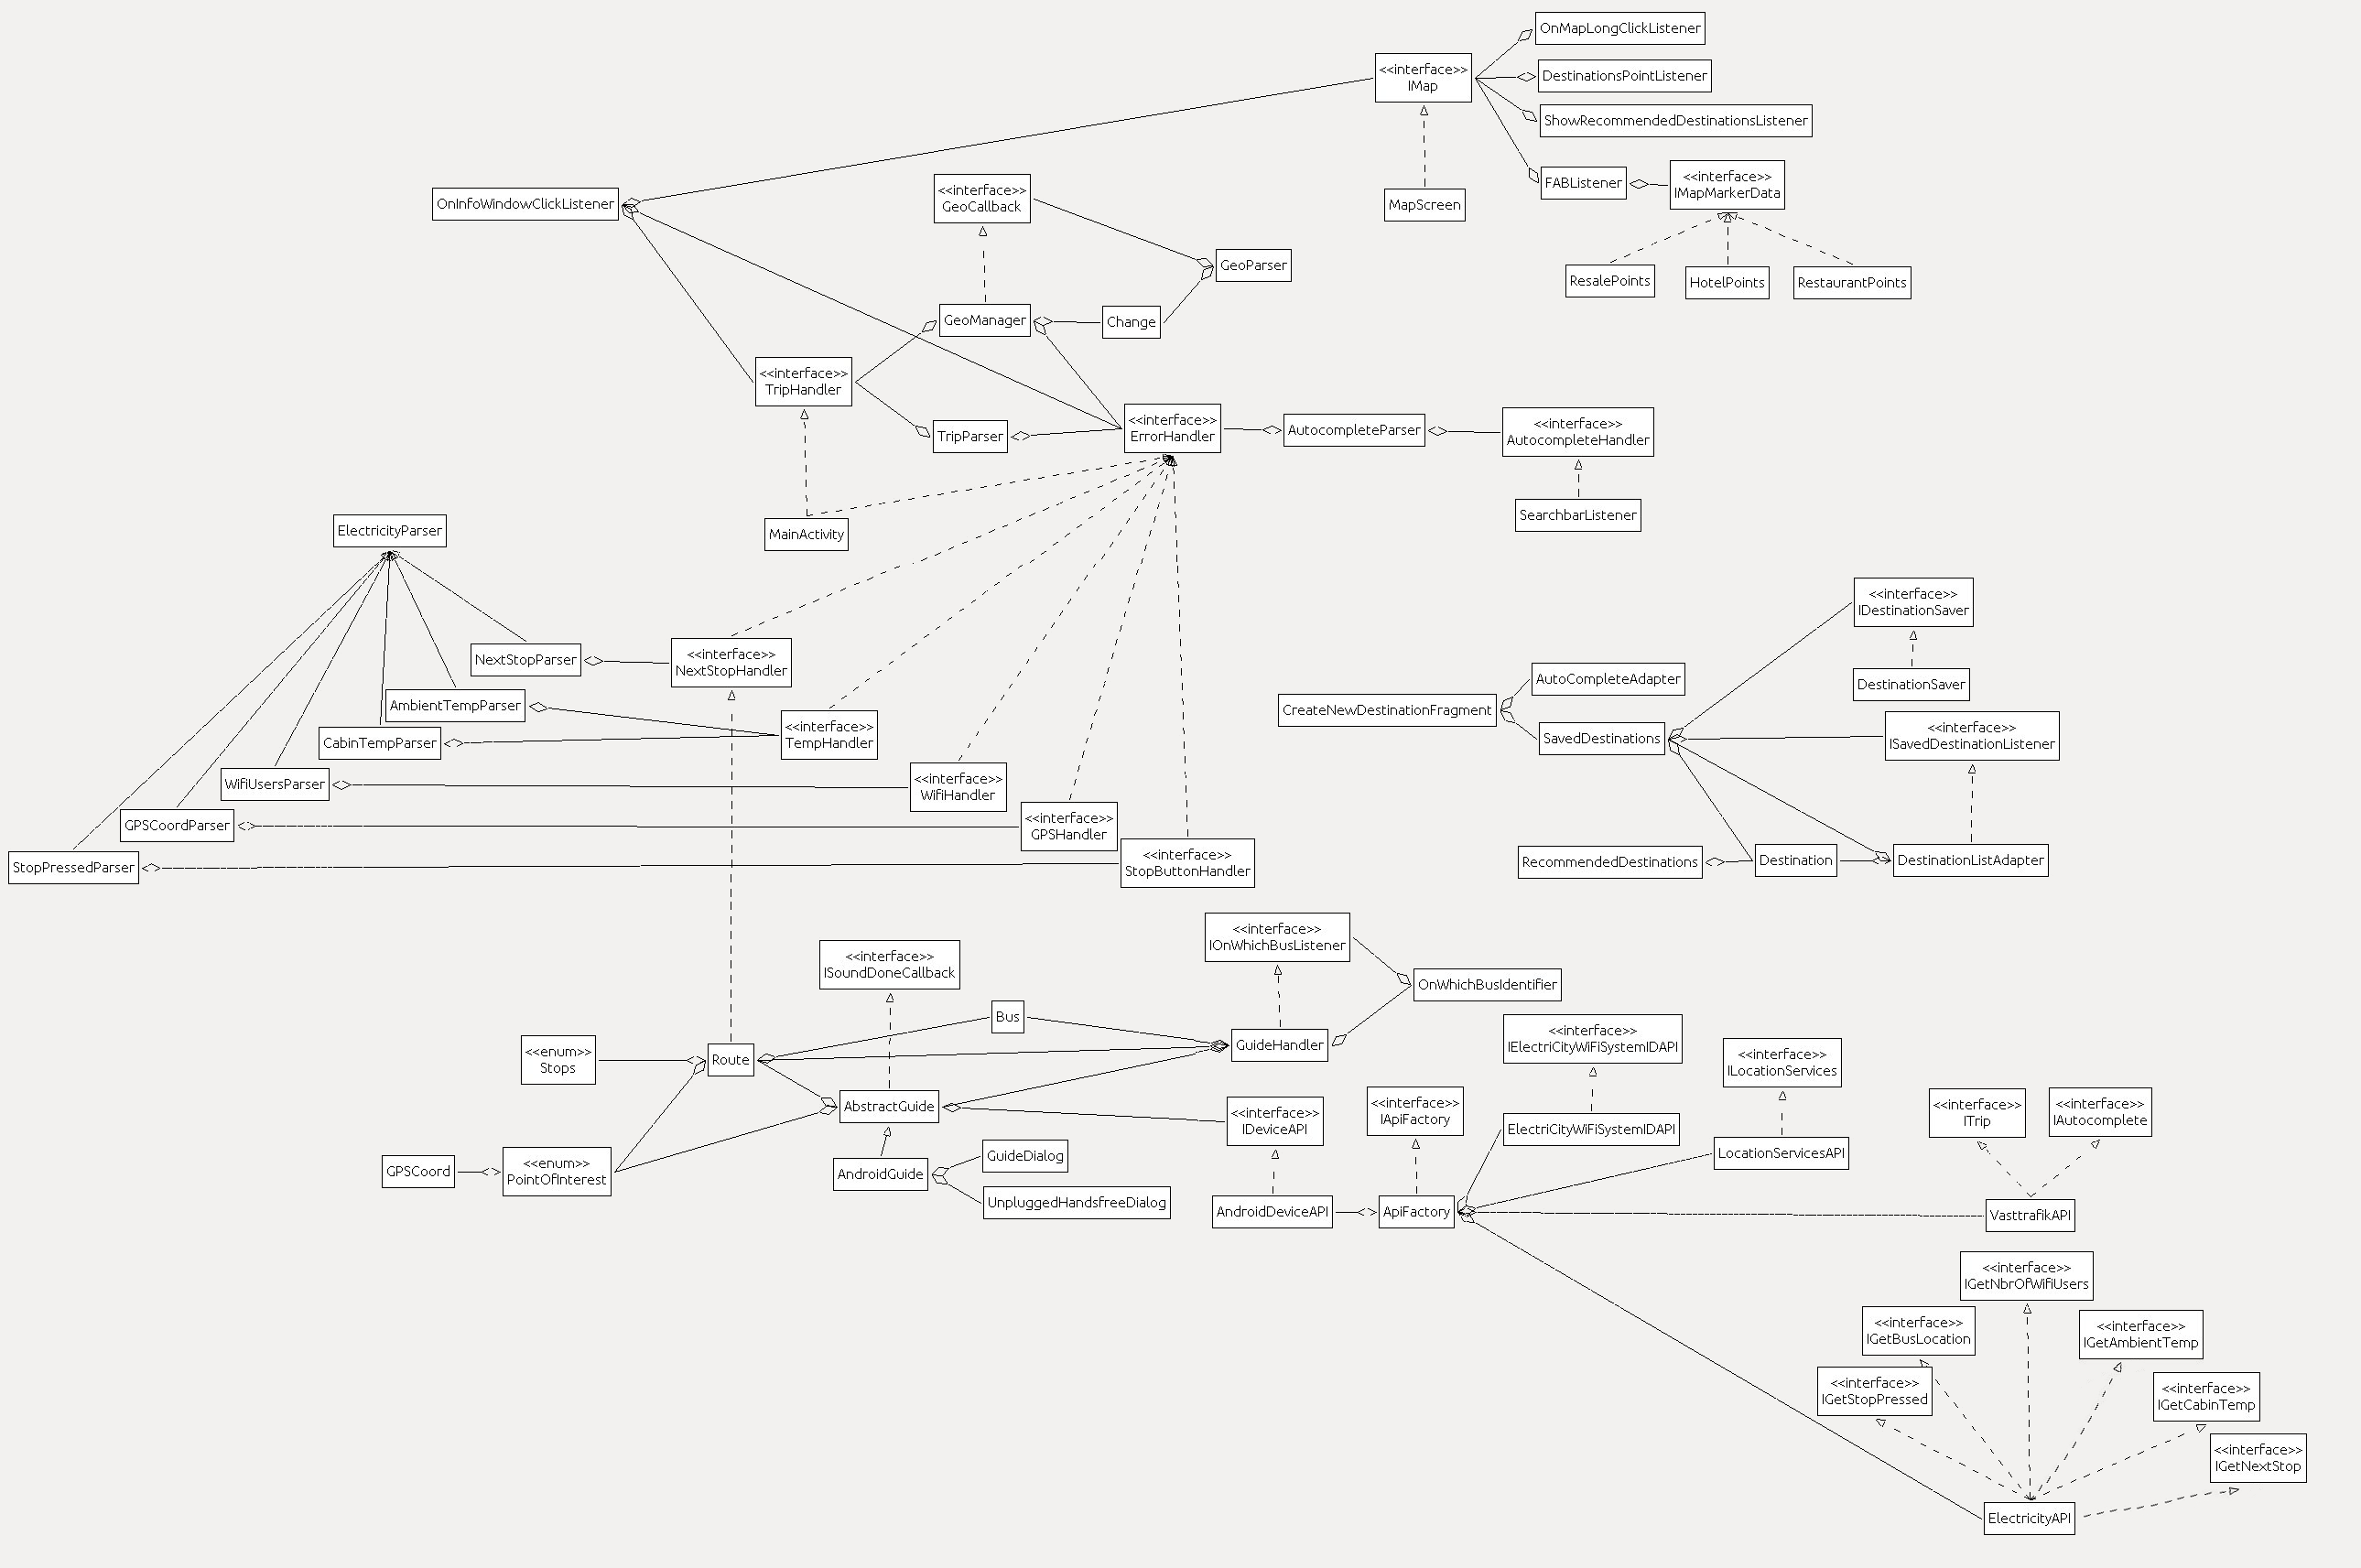 OnMapLongClickListener
<<interface>>
IMap
DestinationsPointListener
ShowRecommendedDestinationsListener
FABListener
<<interface>>
IMapMarkerData
MapScreen
OnInfoWindowClickListener
<<interface>>
GeoCallback
GeoParser
ResalePoints
HotelPoints
RestaurantPoints
GeoManager
Change
<<interface>>
TripHandler
TripParser
<<interface>>
ErrorHandler
AutocompleteParser
<<interface>>
AutocompleteHandler
SearchbarListener
MainActivity
ElectricityParser
NextStopParser
<<interface>>
NextStopHandler
AmbientTempParser
CabinTempParser
<<interface>>
TempHandler
WifiUsersParser
<<interface>>
WifiHandler
GPSCoordParser
<<interface>>
GPSHandler
StopPressedParser
<<interface>>
StopButtonHandler
<<interface>>
IDestinationSaver
DestinationSaver
AutoCompleteAdapter
CreateNewDestinationFragment
SavedDestinations
<<interface>>
ISavedDestinationListener
RecommendedDestinations
Destination
DestinationListAdapter
<<interface>>
IOnWhichBusListener
<<interface>>
ISoundDoneCallback
OnWhichBusIdentifier
Bus
GuideHandler
<<enum>>
Stops
Route
AbstractGuide
<<interface>>
IDeviceAPI
<<interface>>
IApiFactory
<<interface>>
IElectriCityWiFiSystemIDAPI
ElectriCityWiFiSystemIDAPI
<<interface>>
ILocationServices
LocationServicesAPI
<<interface>>
ITrip
<<interface>>
IAutocomplete
GPSCoord
<<enum>>
PointOfInterest
AndroidGuide
GuideDialog
UnpluggedHandsfreeDialog
AndroidDeviceAPI
ApiFactory
VasttrafikAPI
<<interface>>
IGetNbrOfWifiUsers
<<interface>>
IGetBusLocation
<<interface>>
IGetAmbientTemp
<<interface>>
IGetStopPressed
<<interface>>
IGetCabinTemp
<<interface>>
IGetNextStop
ElectricityAPI